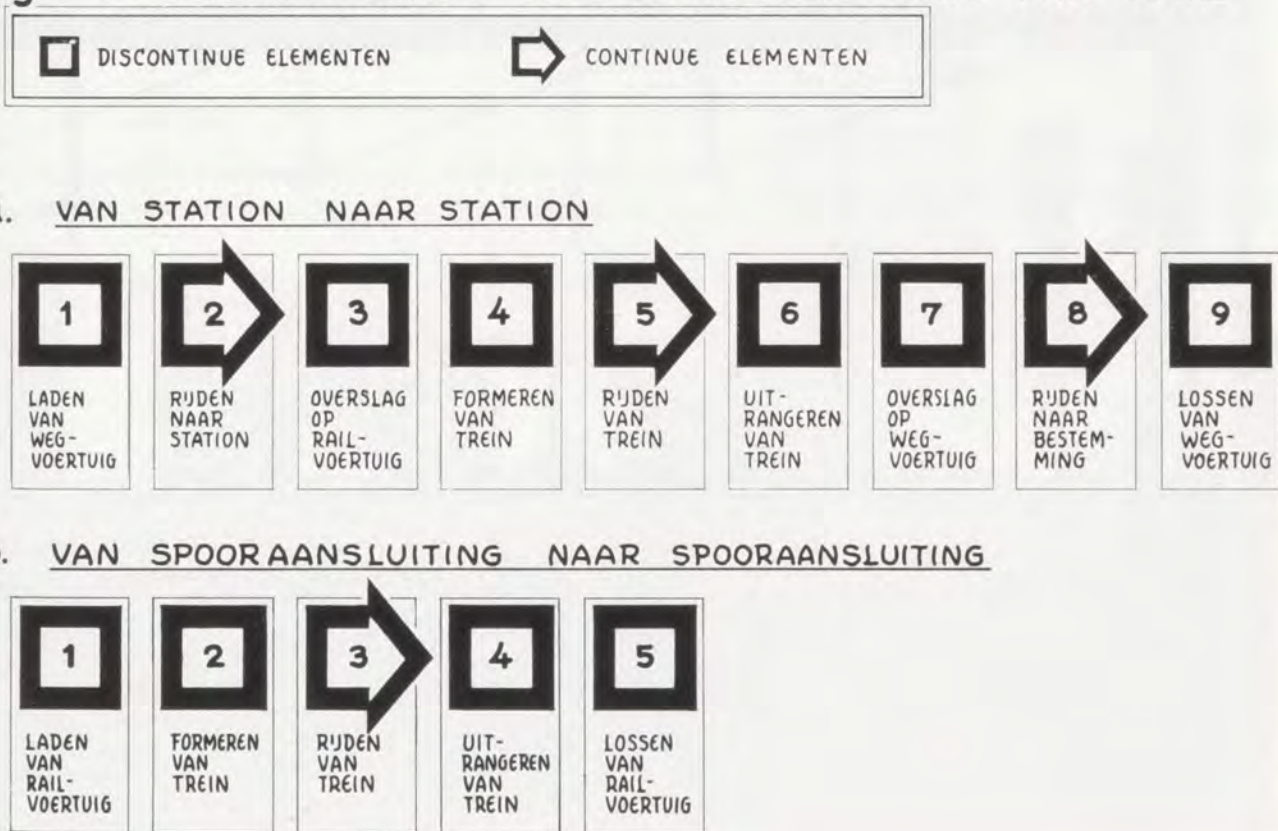 DISCONTINUE ELEMENTEN
CONTINUE ELEMENTEN
VAN STATION NAAR STATION
1
2
3
4
5
6
7
8
9
LADEN
VAN
WEG-
VOERTUIG
RIJDEN
NAAR
STATION
OVERSLAG
OP
RAIL-
VOERTUIG
FORMEREN
VAN
TREIN
RIJDEN
VAN
TREIN
UIT-
RANGEREN
VAN
TREIN
OVERSLAG
OP
WEG-
VOERTUIG
RIJDEN
NAAR
BESTEM-
MING
LOSSEN
VAN
WEG-
VOERTUIG
VAN SPOORAANSLUITING NAAR SPOORAANSLUITING
1
2
3
4
5
LADEN
VAN
RAIL-
VOERTUIG
FORMEREN
VAN
TREIN
RIJDEN
VAN
TREIN
UIT-
RANGEREN
VAN
TREIN
LOSSEN
VAN
RAIL-
VOERTUIG